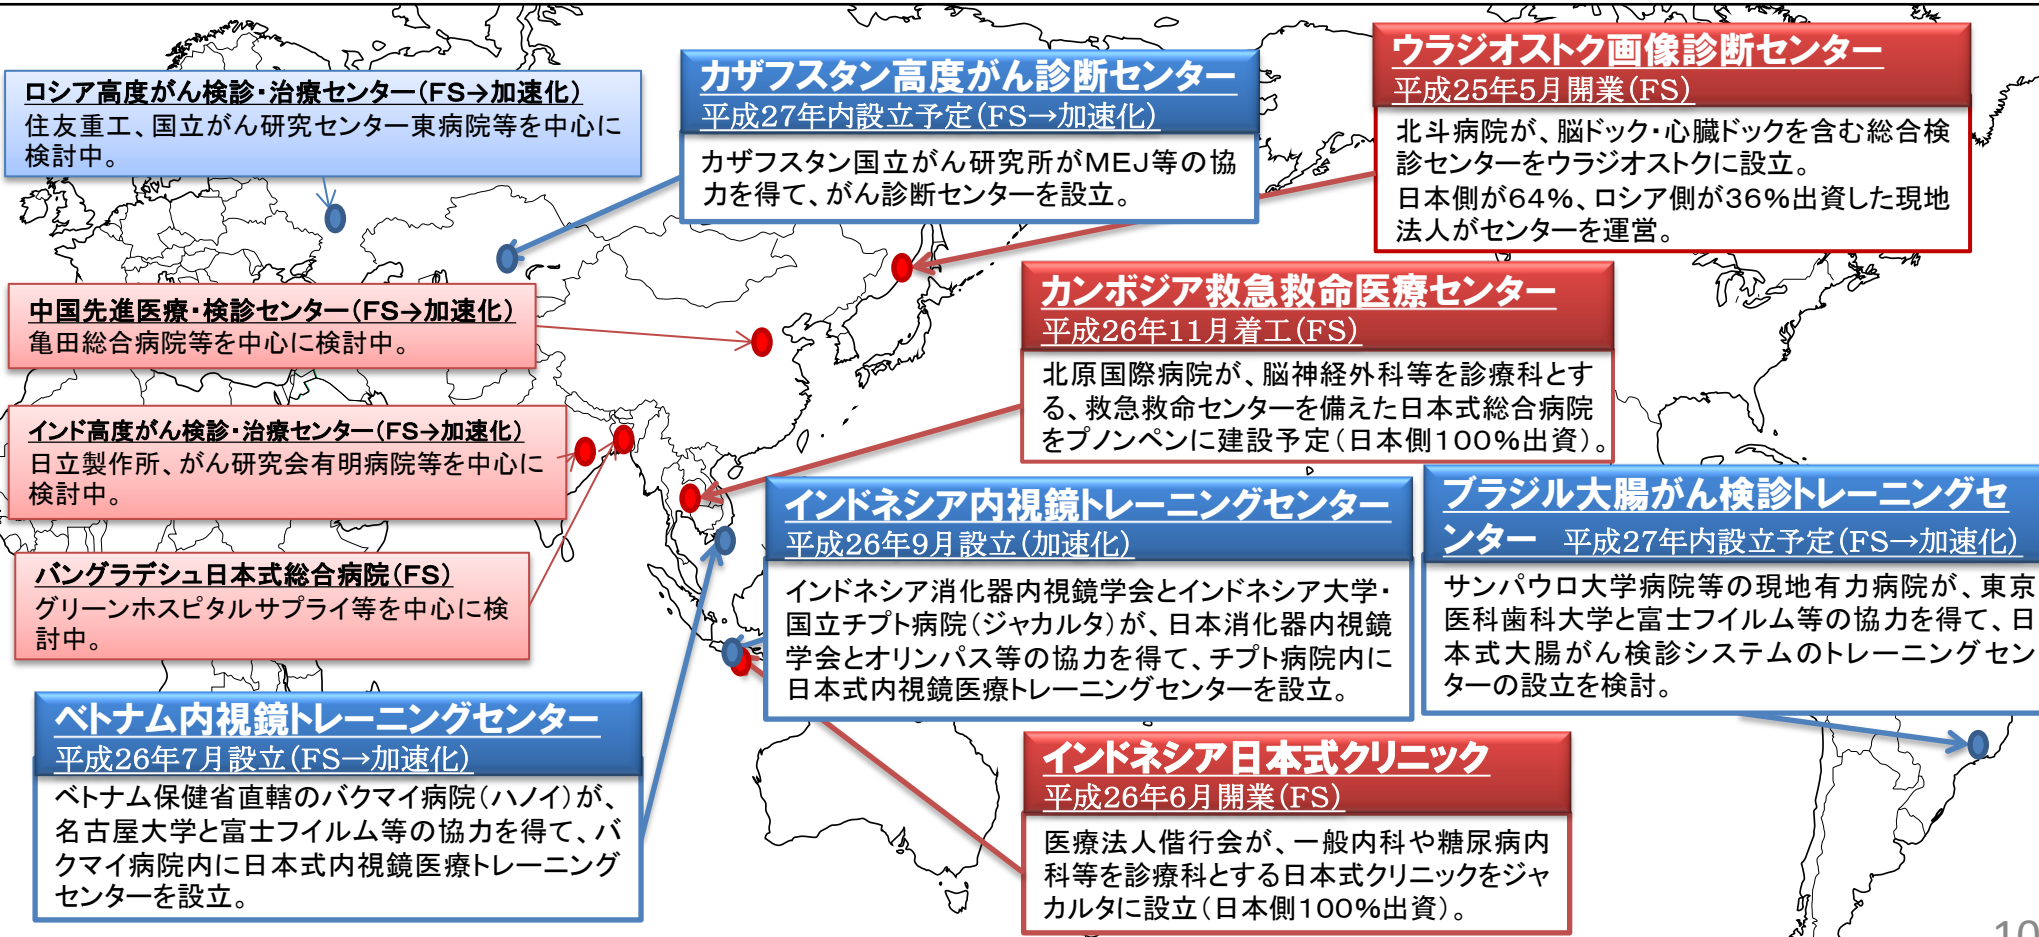 ロシア高度がん検診・治療センター(FS→加速化)
住友重工、国立がん研究センター東病院等を中心に
検討中。
カザフスタン高度がん診断センター
平成27年内設立予定(FS→加速化)
カザフスタン国立がん研究所がMEJ等の協
力を得て、がん診断センターを設立。
ウラジオストク画像診断センター
平成25年5月開業(FS)
北斗病院が、脳ドック・心臓ドックを含む総合検
診センターをウラジオストクに設立。
日本側が64%、ロシア側が36%出資した現地
法人がセンターを運営。
中国先進医療・検診センター(FS→加速化)
亀田総合病院等を中心に検討中。
カンボジア救急救命医療センター
平成26年11月着工(FS)
北原国際病院が、脳神経外科等を診療科とす
る、救急救命センターを備えた日本式総合病院
をプノンペンに建設予定(日本側100%出資)。
インド高度がん検診・治療センター(FS→加速化)
日立製作所、がん研究会有明病院等を中心に
検討中。
バングラデシュ日本式総合病院(FS)
グリーンホスピタルサプライ等を中心に検
討中。
インドネシア内視鏡トレーニングセンター
平成26年9月設立(加速化)
インドネシア消化器内視鏡学会とインドネシア大学・
国立チプト病院(ジャカルタ)が、日本消化器内視鏡
学会とオリンパス等の協力を得て、チプト病院内に
日本式内視鏡医療トレーニングセンターを設立。
ブラジル大腸がん検診トレーニングセ
ンター 平成27年内設立予定(FS→加速化)
サンパウロ大学病院等の現地有力病院が、東京
医科歯科大学と富士フイルム等の協力を得て、日
本式大腸がん検診システムのトレーニングセン
ターの設立を検討。
ベトナム内視鏡トレーニングセンター
平成26年7月設立(FS→加速化)
ベトナム保健省直轄のバクマイ病院(ハノイ)が、
名古屋大学と富士フイルム等の協力を得て、バ
クマイ病院内に日本式内視鏡医療トレーニング
センターを設立。
インドネシア日本式クリニック
平成26年6月開業(FS)
医療法人偕行会が、一般内科や糖尿病内
科等を診療科とする日本式クリニックをジャ
カルタに設立(日本側100%出資)。
10